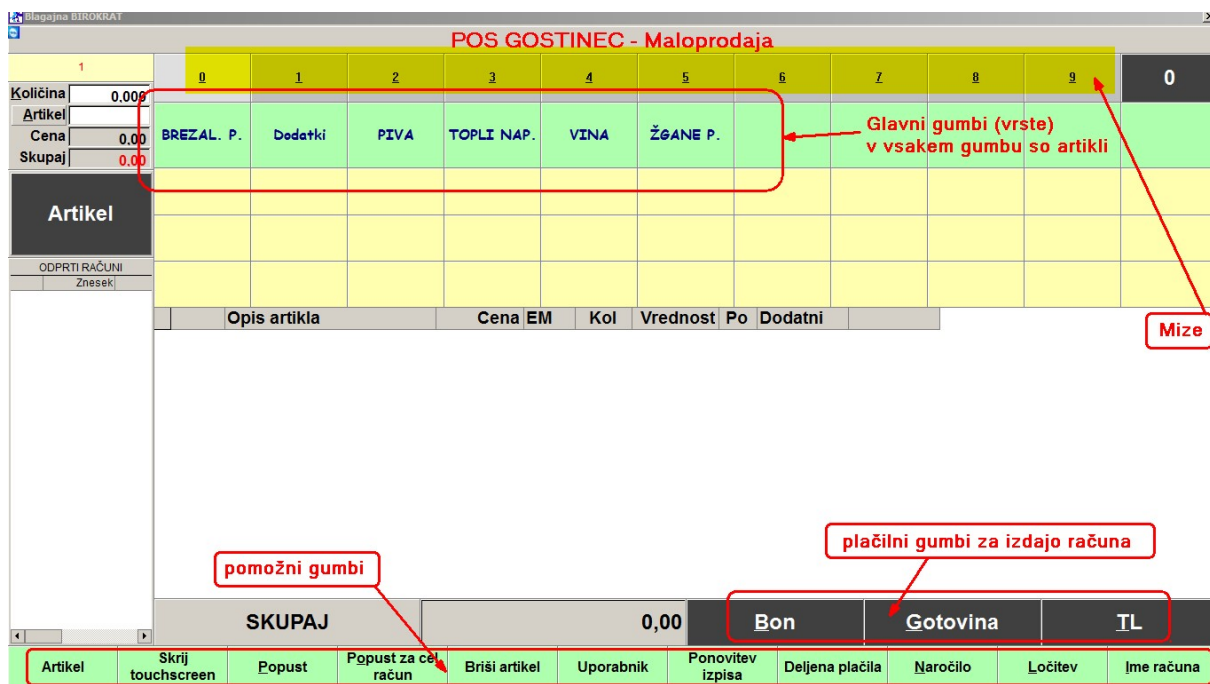 Blagajna BIROKRAT
POS GOSTINEC - Maloprodaja
1
0 1 2 3 4 5 6 7 8 9 0
Količina 0.000
Artikel
Cena 0.00
Skupaj 0.00
BREZAL. P. Dodatki PIVA TOPLI NAP. VINA ŽGANE P.
Glavni gumbi (vrste)
v vsakem gumbu so artikli
Artikel
ODPRTI RAČUNI
Znesek
Opis artikla Cena EM Kol Vrednost Po Dodatni
Mize
plačilni gumbi za izdajo računa
pomožni gumbi
SKUPAJ 0,00 Bon Gotovina TL
Artikel
Skrij
touchscreen
Popust
Popust za cel
račun
Briši artikel
Uporabnik
Ponovitev
izpisa
Deljena plačila
Naročilo
Ločitev
Ime računa